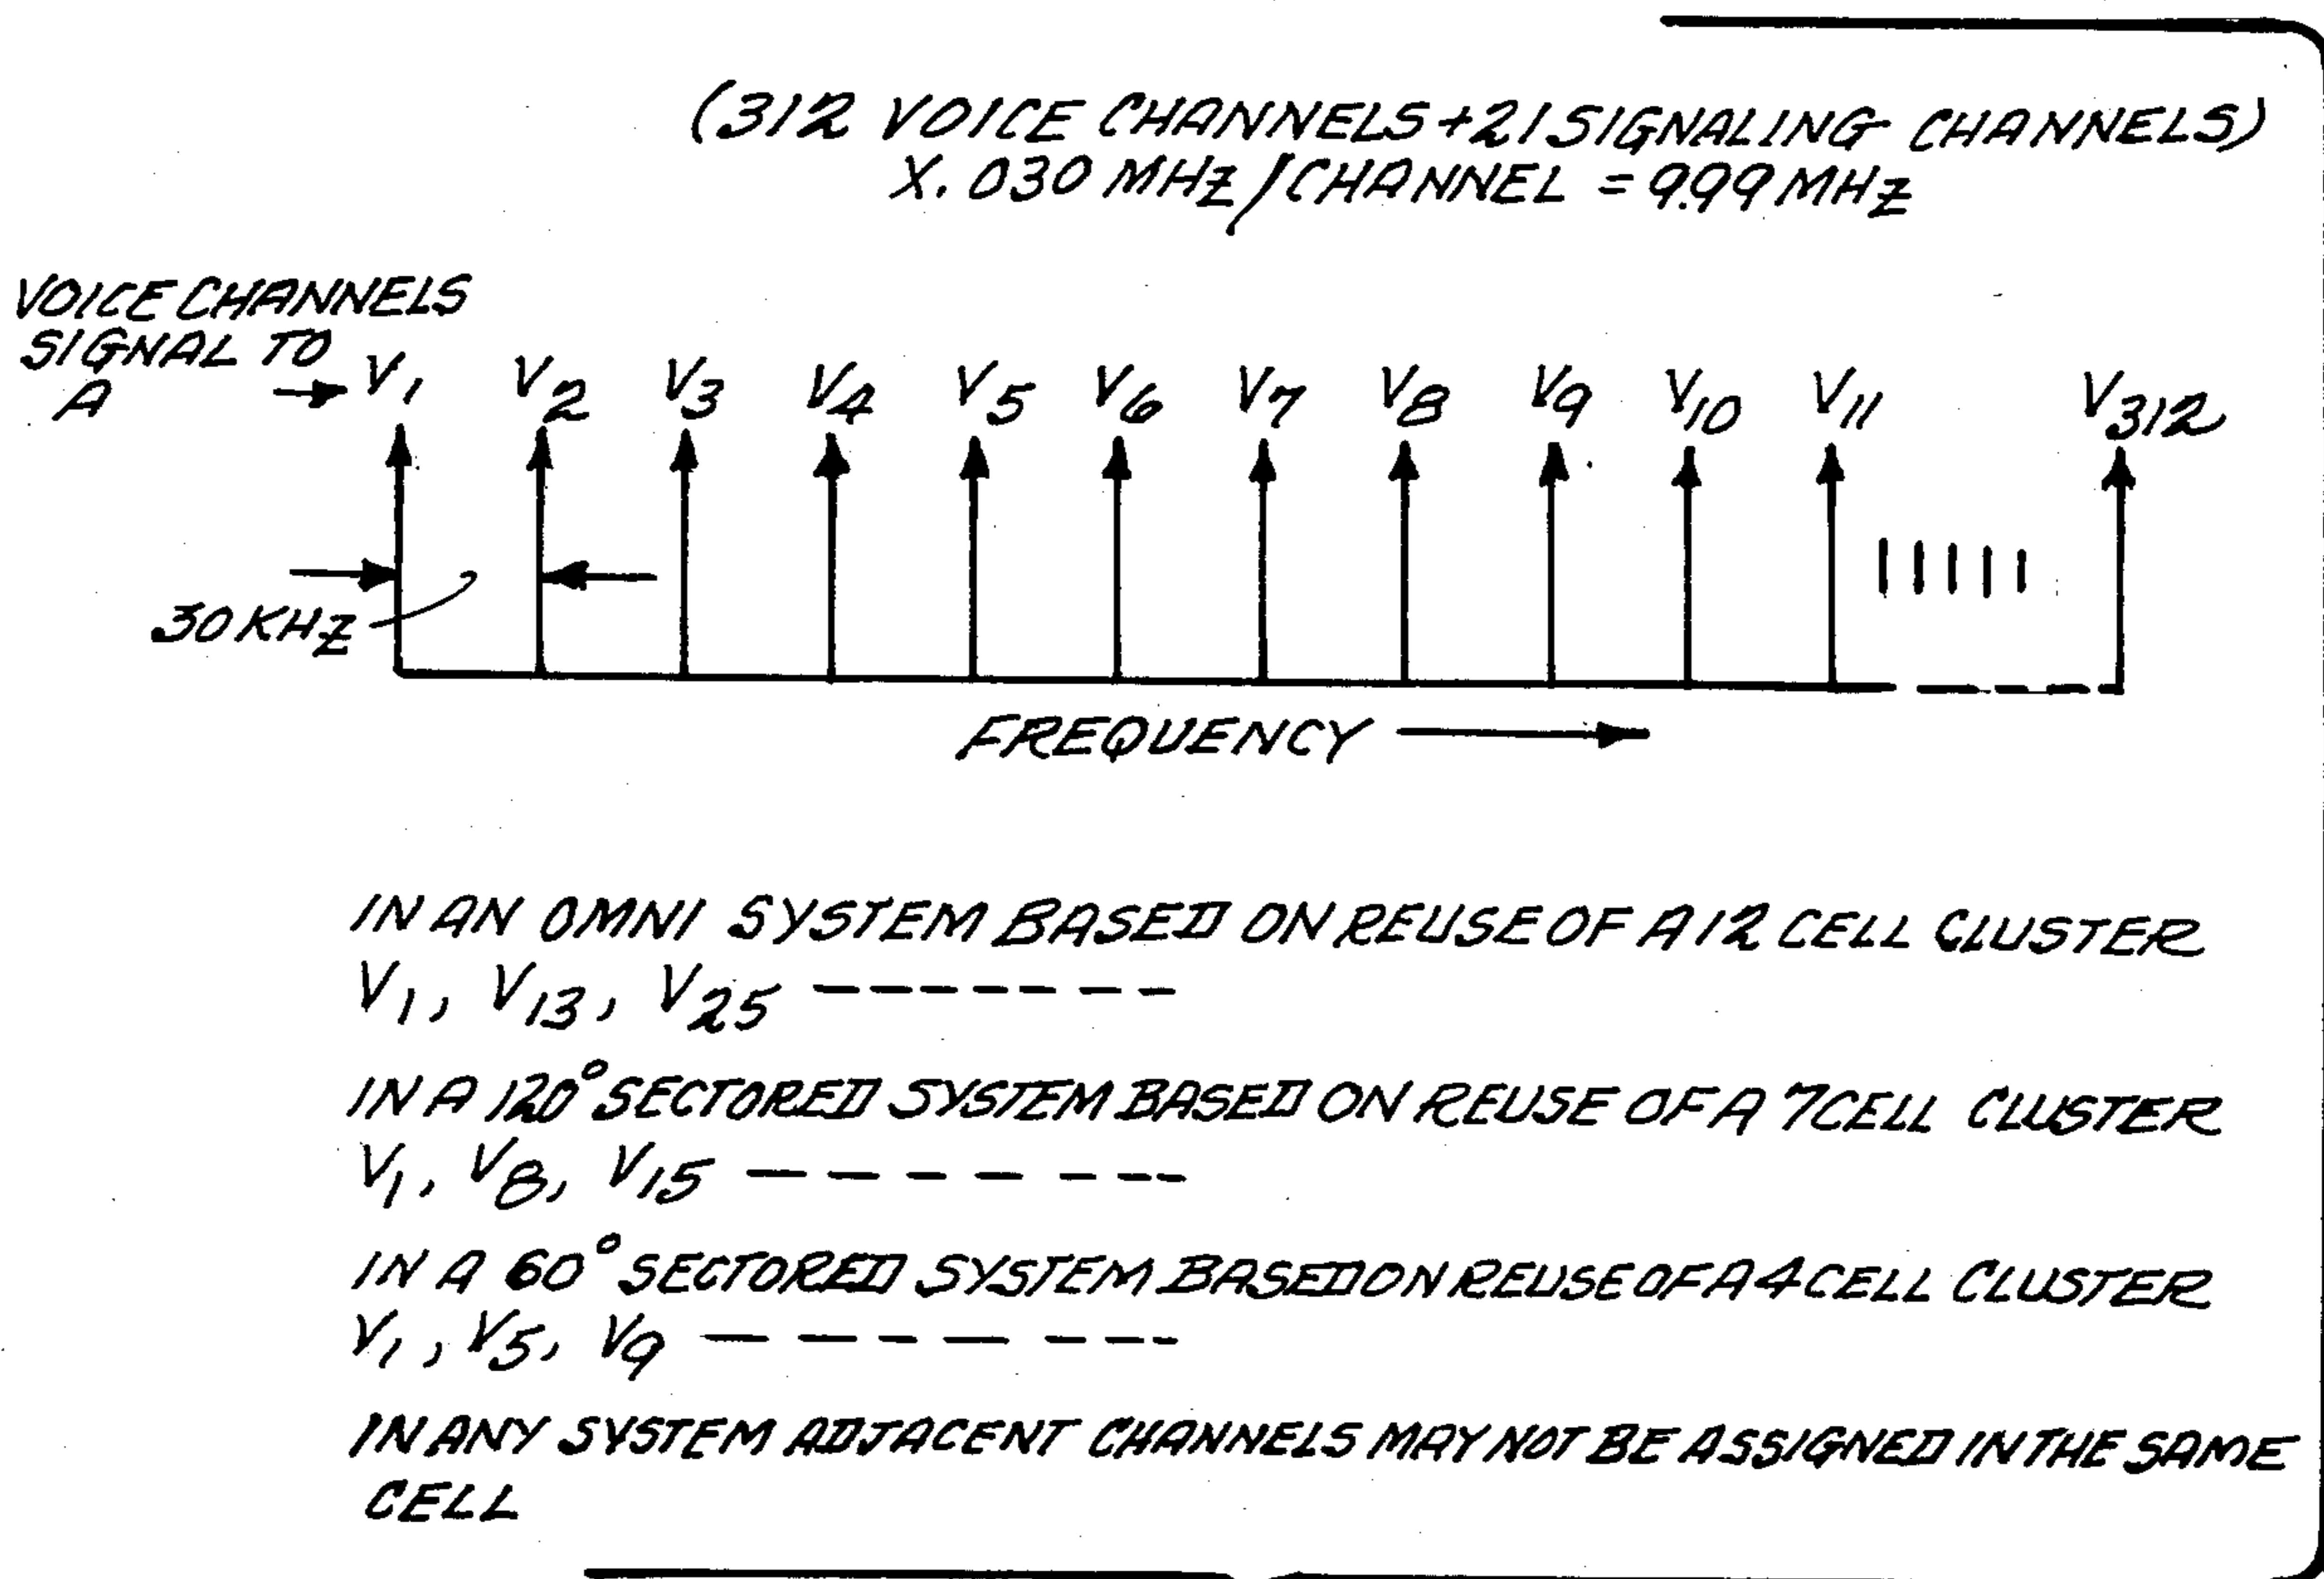 (312 VOICE CHANNELS +21 SIGNALING CHANNELS)
X .030 MHZ/CHANNEL = 9.99 MHZ
VOICE CHANNELS
SIGNAL TO
A → V1 V2 V3 V4 V5 V6 V7 V8 V9 V10 V11 V312
30 KHZ
FREQUENCY →
IN AN OMNI SYSTEM BASED ON REUSE OF A 12 CELL CLUSTER
V1, V13, V25 --------
IN A 120° SECTORED SYSTEM BASED ON REUSE OF A 7 CELL CLUSTER
V1, V8, V15 -------
IN A 60° SECTORED SYSTEM BASED ON REUSE OF A 4 CELL CLUSTER
V1, V5, V9 -------
IN ANY SYSTEM ADJACENT CHANNELS MAY NOT BE ASSIGNED IN THE SAME
CELL